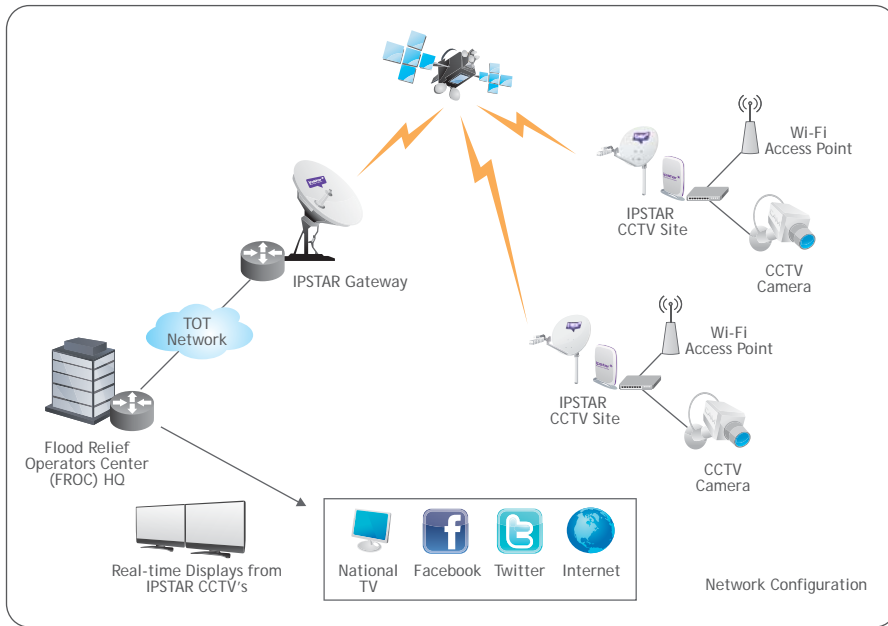 Wi-Fi
Access Point
IPSTAR
CCTV Site
CCTV
Camera
IPSTAR Gateway
TOT
Network
Wi-Fi
Access Point
IPSTAR
CCTV Site
CCTV
Camera
Flood Relief
Operators Center
(FROC) HQ
Real-time Displays from
IPSTAR CCTV's
National
TV
Facebook
Twitter
Internet
Network Configuration